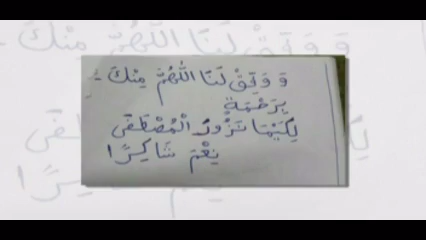 وَ وَفِّقْ لَنَا اللَّهُمَّ مِنْكَ -
بِرَحْمَةٍ
لِكَيْمَا نَزُورَ الْمُصْطَفَى
نِعْمَ شَاكِرًا